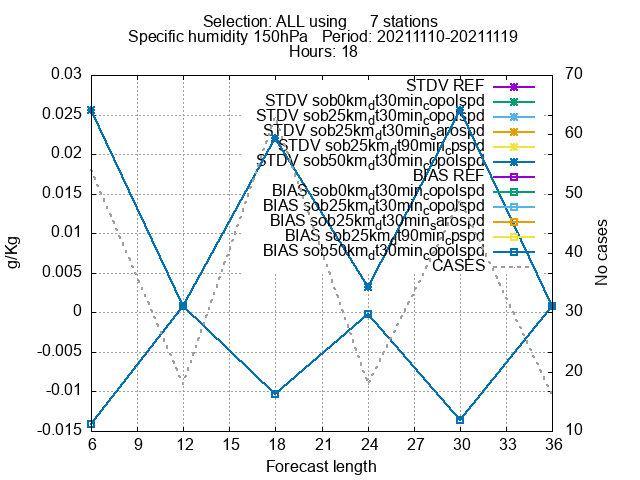 Selection: ALL using 7 stations
Specific humidity 150hPa Period: 20211110-20211119
Hours: 18
0.03
0.025
0.02
0.015
0.01
0.005
0
-0.005
-0.01
-0.015
g/Kg
70
60
50
40
30
20
10
No cases
STDV REF
STDV sob0km_dt30min_copolspd
STDV sob25km_dt30min_copolspd
STDV sob25km_dt30min_sarospd
STDV sob25km_dt90min_cpspd
STDV sob50km_dt30min_copolspd
BIAS REF
BIAS sob0km_dt30min_copolspd
BIAS sob25km_dt30min_copolspd
BIAS sob25km_dt30min_sarospd
BIAS sob25km_dt90min_cpspd
BIAS sob50km_dt30min_copolspd
CASES
6 9 12 15 18 21 24 27 30 33 36
Forecast length